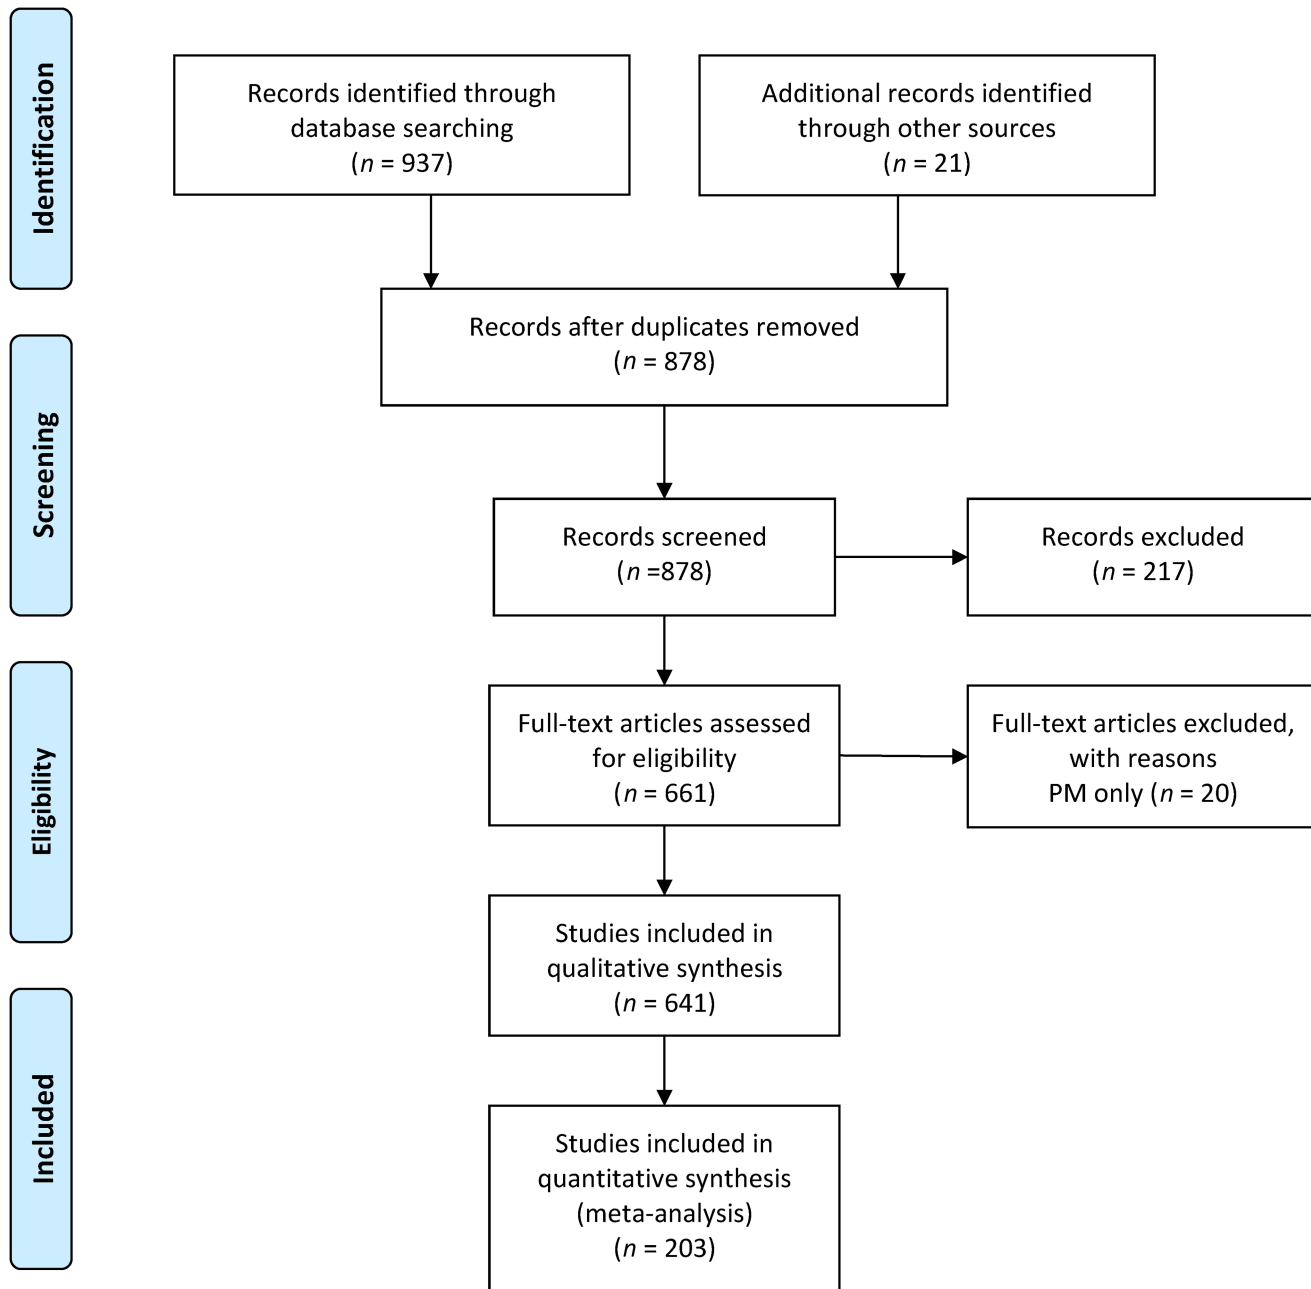 Identification
Records identified through
database searching
(n = 937)
Additional records identified
through other sources
(n = 21)
Records after duplicates removed
(n = 878)
Screening
Records screened
(n =878)
Records excluded
(n = 217)
Eligibility
Full-text articles assessed
for eligibility
(n = 661)
Full-text articles excluded,
with reasons
PM only (n = 20)
Studies included in
qualitative synthesis
(n = 641)
Included
Studies included in
quantitative synthesis
(meta-analysis)
(n = 203)